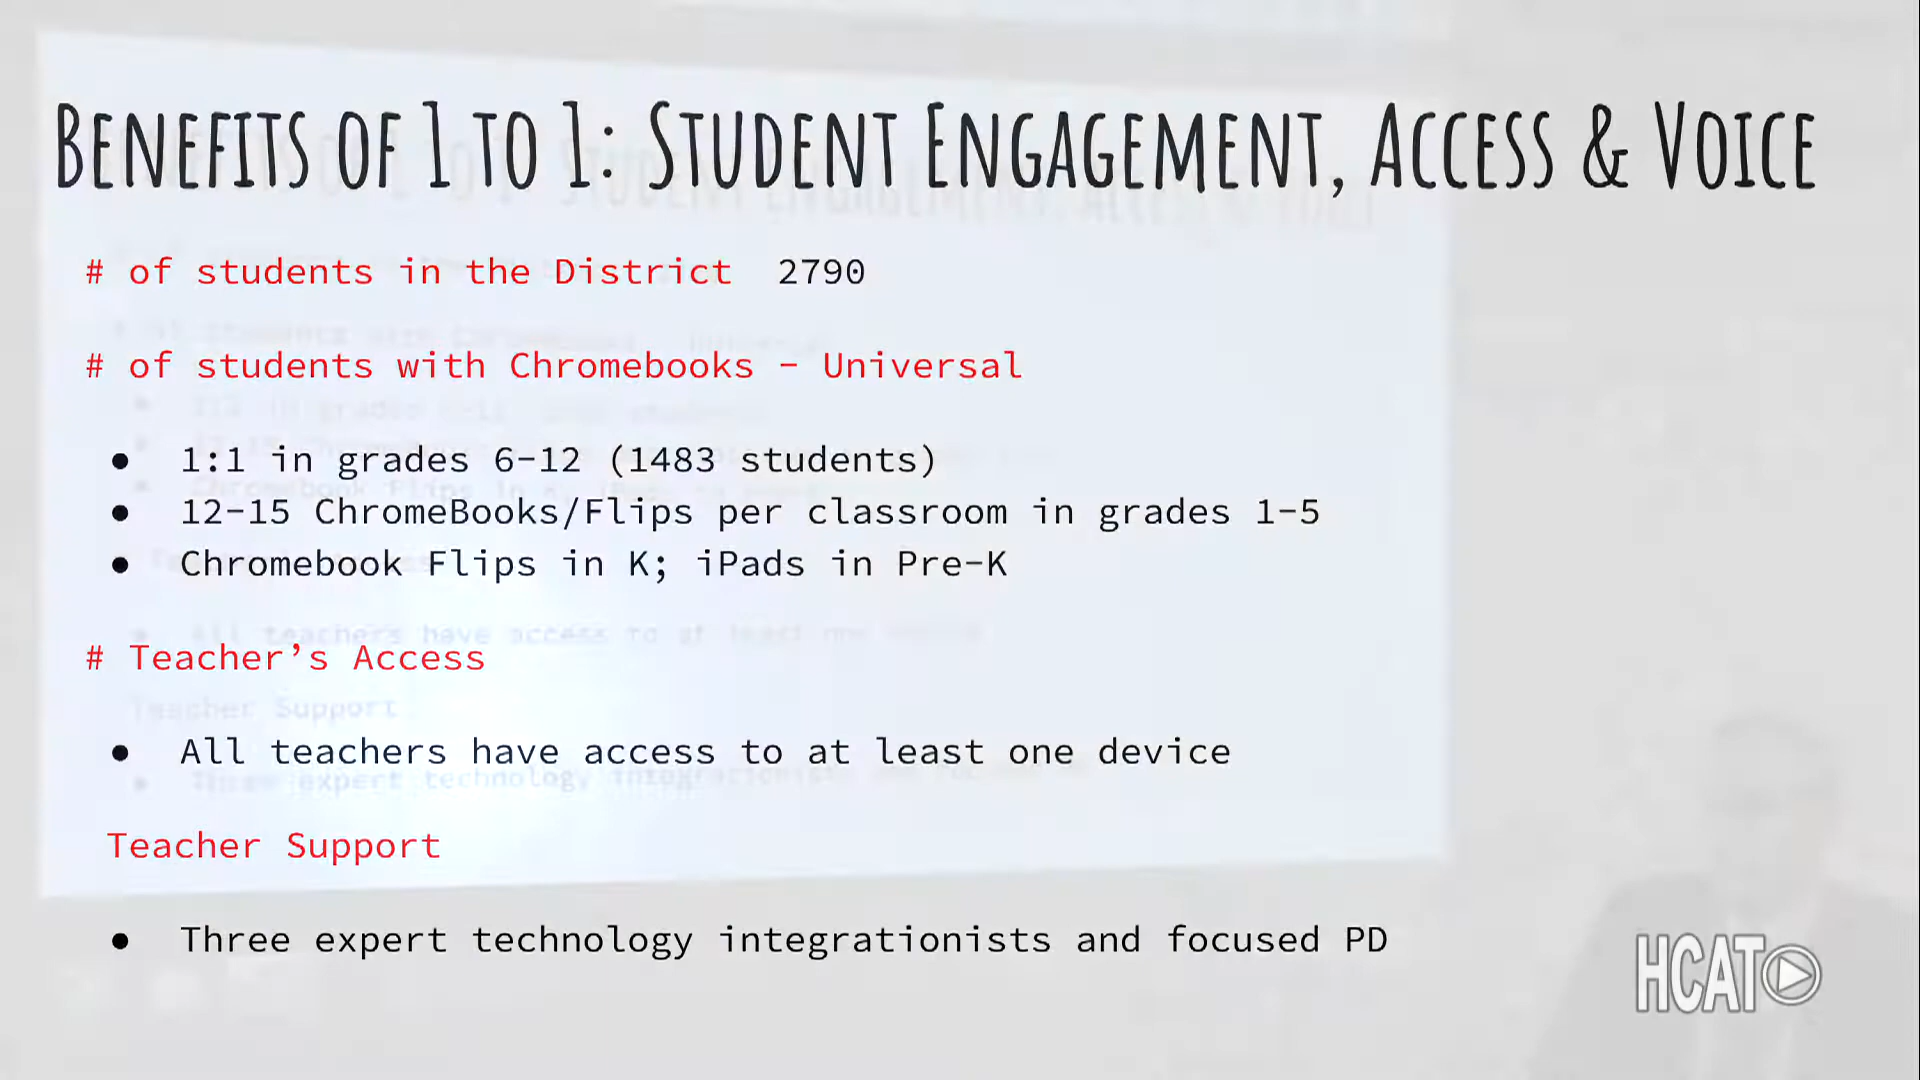 BENEFITS OF 1 TO 1: STUDENT ENGAGEMENT, ACCESS & VOICE
# of students in the District 2790
# of students with Chromebooks - Universal
● 1:1 in grades 6-12 (1483 students)
● 12-15 ChromeBooks/Flips per classroom in grades 1-5
● Chromebook Flips in K; iPads in Pre-K
# Teacher’s Access
● All teachers have access to at least one device
Teacher Support
● Three expert technology integrationists and focused PD
HCAT